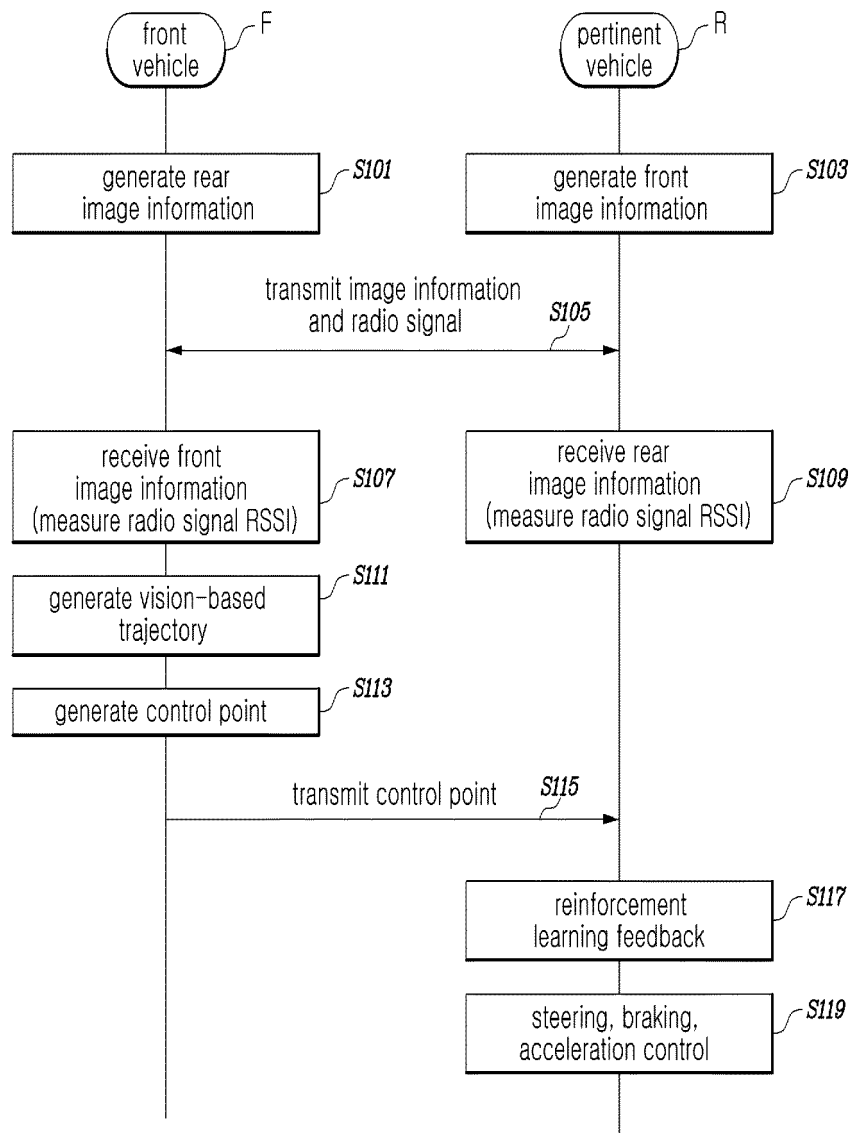 front
vehicle
F
pertinent
vehicle
R
generate rear
image information
S101
generate front
image information
S103
transmit image information
and radio signal
S105
receive front
image information
(measure radio signal RSSI)
S107
receive rear
image information
(measure radio signal RSSI)
S109
generate vision-based
trajectory
S111
generate control point
S113
transmit control point
S115
reinforcement
learning feedback
S117
steering, braking,
acceleration control
S119